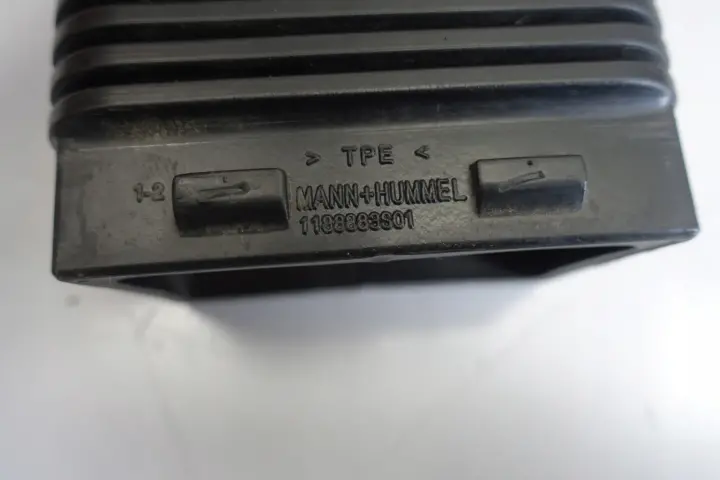 > TPE <
1-2
MANN+HUMMEL
1188863S01